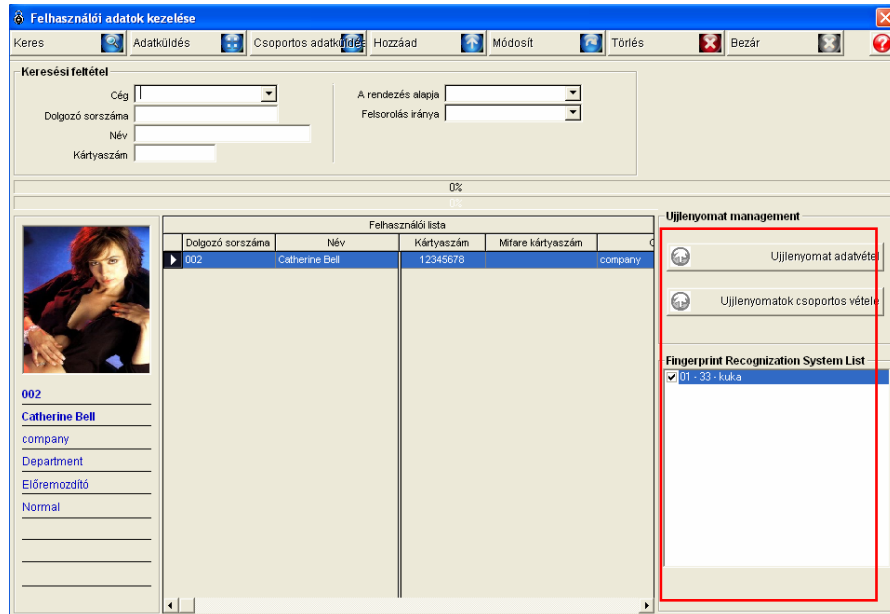 Felhasználói adatok kezelése
Keres Adatküldés Csoportos adatküldés Hozzáad Módosít Törlés Bezár ?
Keresési feltétel
Cég A rendezés alapja
Dolgozó sorszáma Felsorolás iránya
Név
Kártyaszám
0%
0%
Felhasználói lista
Dolgozó sorszáma Név Kártyaszám Mifare kártyaszám
002 Catherine Bell 12345678 company
002
Catherine Bell
company
Department
Előremozdító
Normal
Ujjlenyomat management
Ujjlenyomat adatvétel
Ujjlenyomatok csoportos vétele
Fingerprint Recognization System List
01 - 33 - kuka